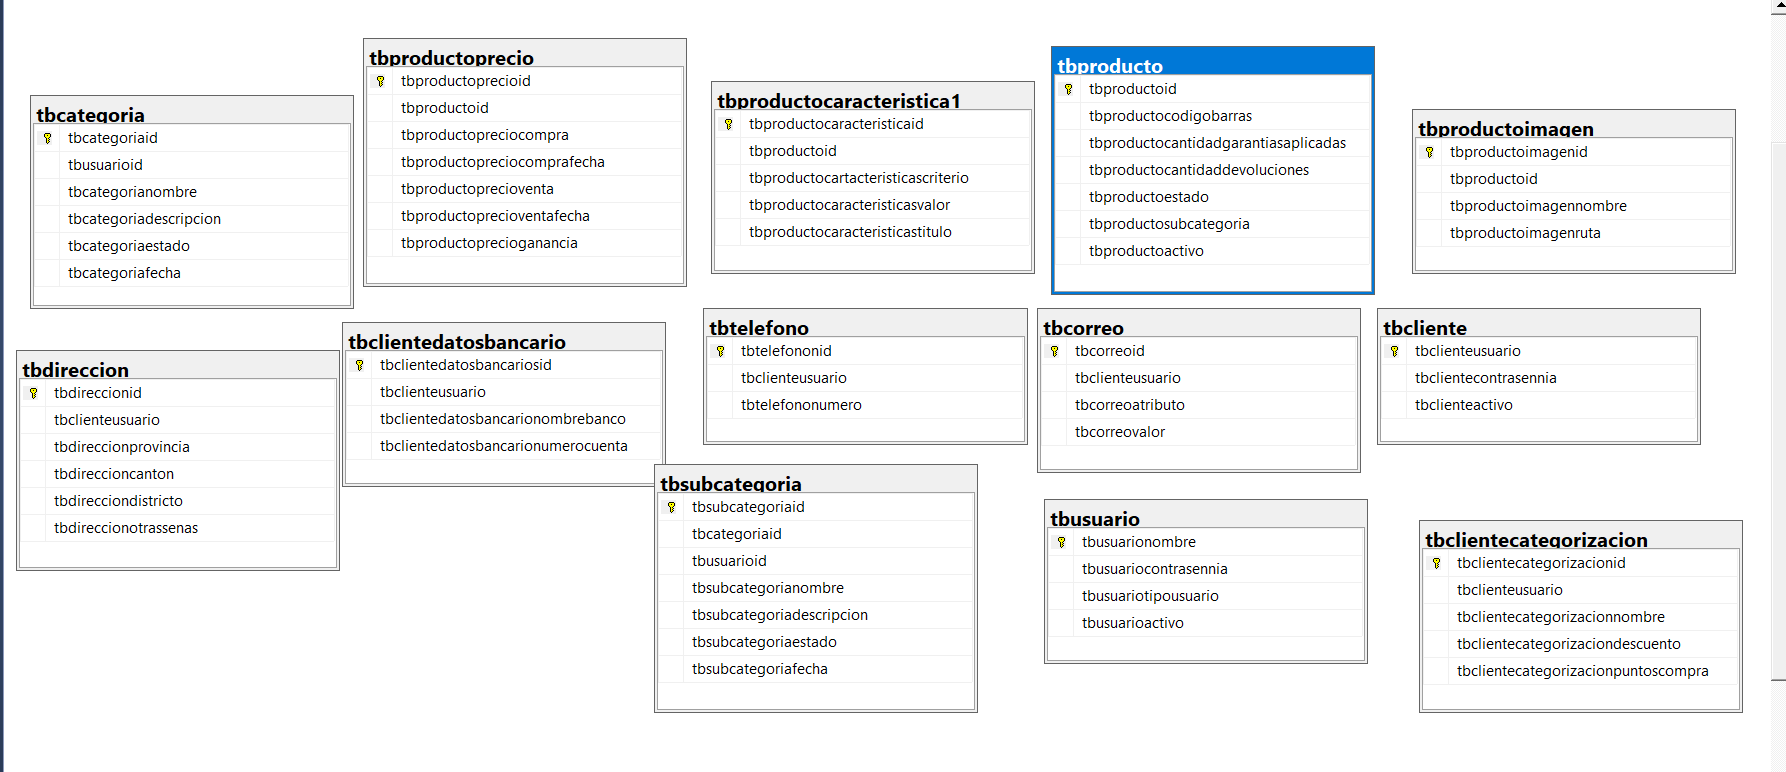 tbcategoria
tbcategoriaid
tbusuarioid
tbcategorianombre
tbcategoriadescripcion
tbcategoriaestado
tbcategoriafecha
tbproductoprecio
tbproductoprecioid
tbproductoid
tbproductopreciocompra
tbproductopreciocomprafecha
tbproductoprecioventa
tbproductoprecioventafecha
tbproductoprecioganancia
tbproductocaracteristica1
tbproductocaracteristicaid
tbproductoid
tbproductocartacteristicascriterio
tbproductocaracteristicasvalor
tbproductocaracteristicastitulo
tbproducto
tbproductoid
tbproductocodigobarras
tbproductocantidadgarantiasaplicadas
tbproductocantidaddevoluciones
tbproductoestado
tbproductosubcategoria
tbproductoactivo
tbproductoimagen
tbproductoimagenid
tbproductoid
tbproductoimagennombre
tbproductoimagenruta
tbdireccion
tbdireccionid
tbclienteusuario
tbdireccionprovincia
tbdireccioncanton
tbdirecciondistricto
tbdireccionotrassenas
tbclientedatosbancario
tbclientedatosbancariosid
tbclienteusuario
tbclientedatosbancarionombrebanco
tbclientedatosbancarionumerocuenta
tbtelefono
tbtelefononid
tbclienteusuario
tbtelefononumero
tbcorreo
tbcorreoid
tbclienteusuario
tbcorreoatributo
tbcorreovalor
tbcliente
tbclienteusuario
tbclientecontrasennia
tbclienteactivo
tbsubcategoria
tbsubcategoriaid
tbcategoriaid
tbusuarioid
tbsubcategorianombre
tbsubcategoriadescripcion
tbsubcategoriaestado
tbsubcategoriafecha
tbusuario
tbusuarionombre
tbusuariocontrasennia
tbusuariotipousuario
tbusuarioactivo
tbclientecategorizacion
tbclientecategorizacionid
tbclienteusuario
tbclientecategorizacionnombre
tbclientecategorizaciondescuento
tbclientecategorizacionpuntoscompra